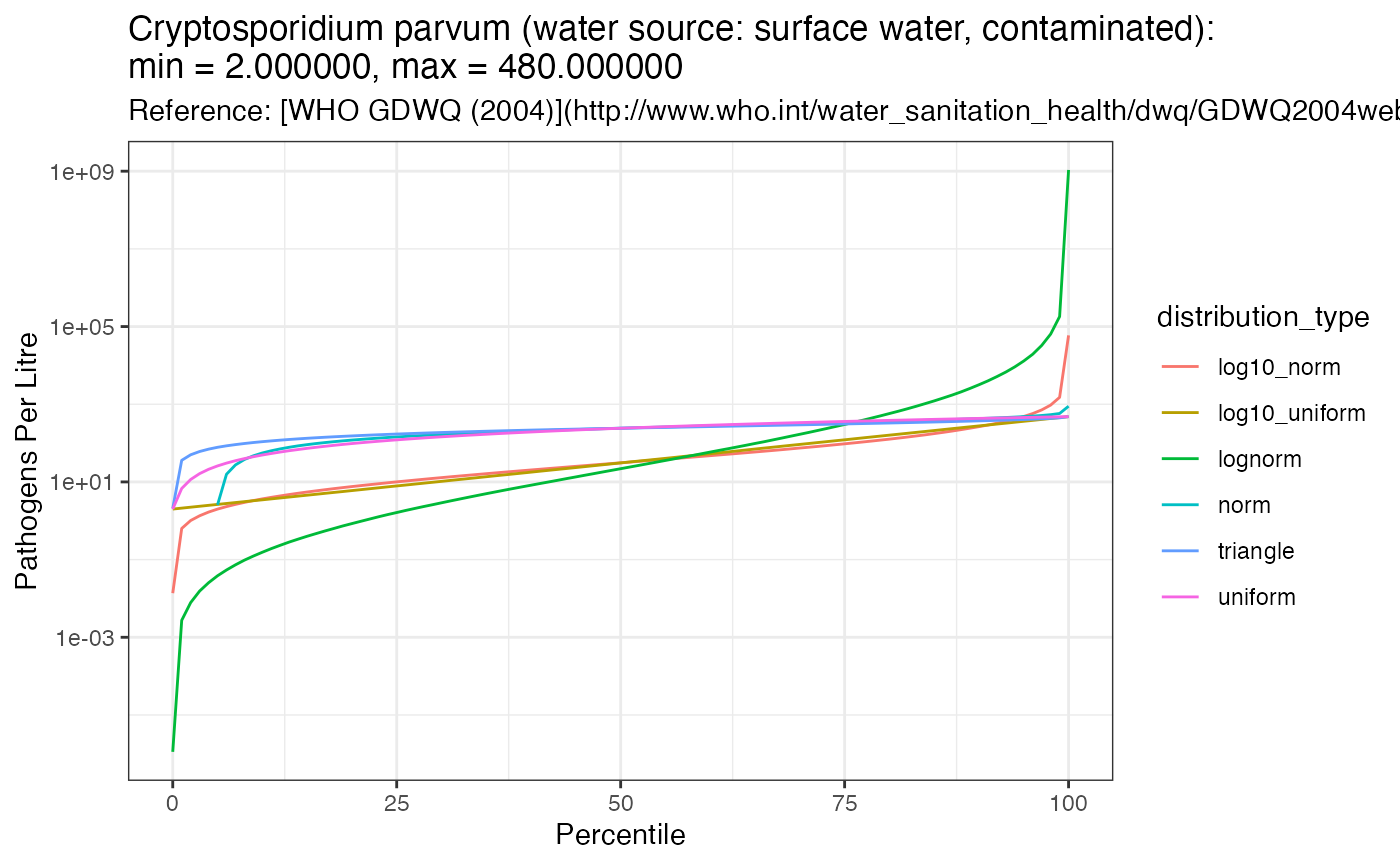 Cryptosporidium parvum (water source: surface water, contaminated):
min = 2.000000, max = 480.000000
Reference: [WHO GDWQ (2004)](http://www.who.int/water_sanitation_health/dwq/GDWQ2004web
1e+09
1e+05
1e+01
1e-03
Pathogens Per Litre
0 25 50 75 100
Percentile
distribution_type
log10_norm
log10_uniform
lognorm
norm
triangle
uniform